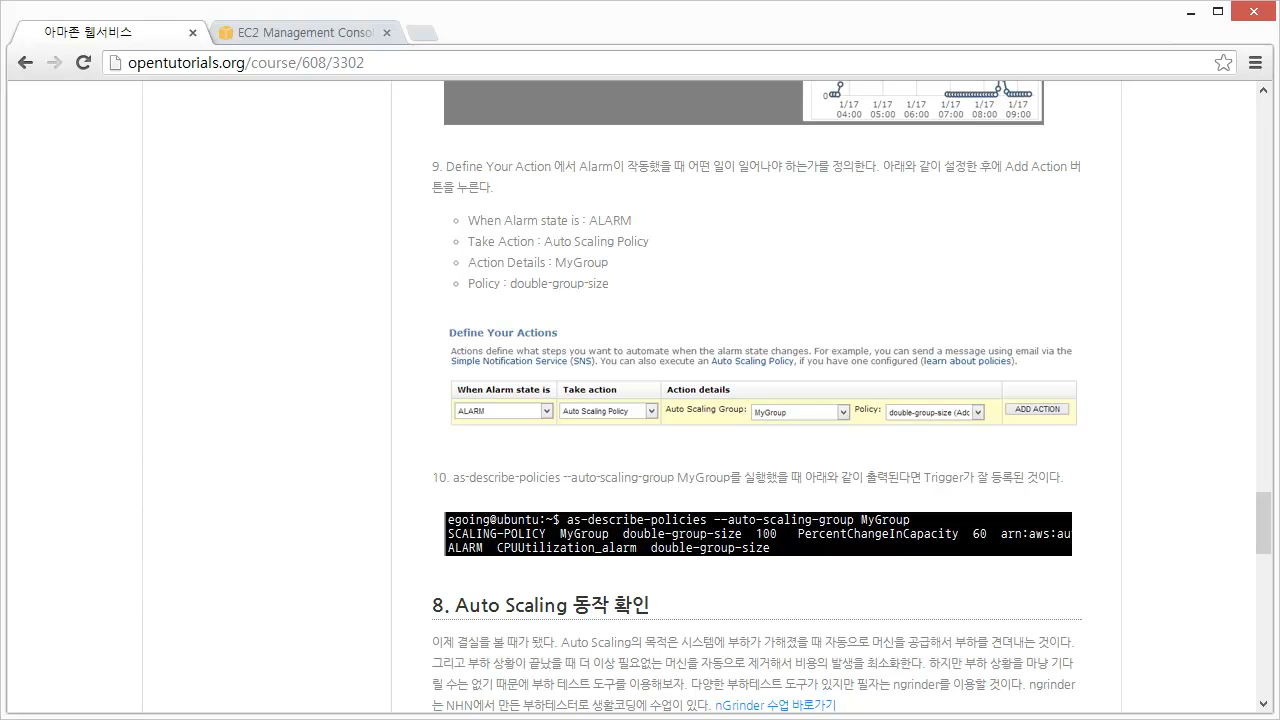 아마존 웹서비스
EC2 Management Consol
opentutorials.org/course/608/3302
0
1/17 1/17 1/17 1/17 1/17 1/17
04:00 05:00 06:00 07:00 08:00 09:00
9. Define Your Action 에서 Alarm이 작동했을 때 어떤 일이 일어나야 하는가를 정의한다. 아래와 같이 설정한 후에 Add Action 버
튼을 누른다.
When Alarm state is : ALARM
Take Action : Auto Scaling Policy
Action Details : MyGroup
Policy : double-group-size
Define Your Actions
Actions define what steps you want to automate when the alarm state changes. For example, you can send a message using email via the
Simple Notification Service (SNS). You can also execute an Auto Scaling Policy, if you have one configured (learn about policies).
When Alarm state is Take action Action details
ALARM Auto Scaling Policy Auto Scaling Group: MyGroup Policy: double-group-size (Adc ADD ACTION
10. as-describe-policies --auto-scaling-group MyGroup를 실행했을 때 아래와 같이 출력된다면 Trigger가 잘 등록된 것이다.
egoing@ubuntu:~$ as-describe-policies --auto-scaling-group MyGroup
SCALING-POLICY MyGroup double-group-size 100 PercentChangeInCapacity 60 arn:aws:au
ALARM CPUUtilization_alarm double-group-size
8. Auto Scaling 동작 확인
이제 결실을 볼 때가 됐다. Auto Scaling의 목적은 시스템에 부하가 가해졌을 때 자동으로 머신을 공급해서 부하를 견뎌내는 것이다.
그리고 부하 상황이 끝났을 때 더 이상 필요없는 머신을 자동으로 제거해서 비용의 발생을 최소화한다. 하지만 부하 상황을 마냥 기다
릴 수는 없기 때문에 부하 테스트 도구를 이용해보자. 다양한 부하테스트 도구가 있지만 필자는 ngrinder를 이용할 것이다. ngrinder
는 NHN에서 만든 부하테스터로 생활코딩에 수업이 있다. nGrinder 수업 바로가기